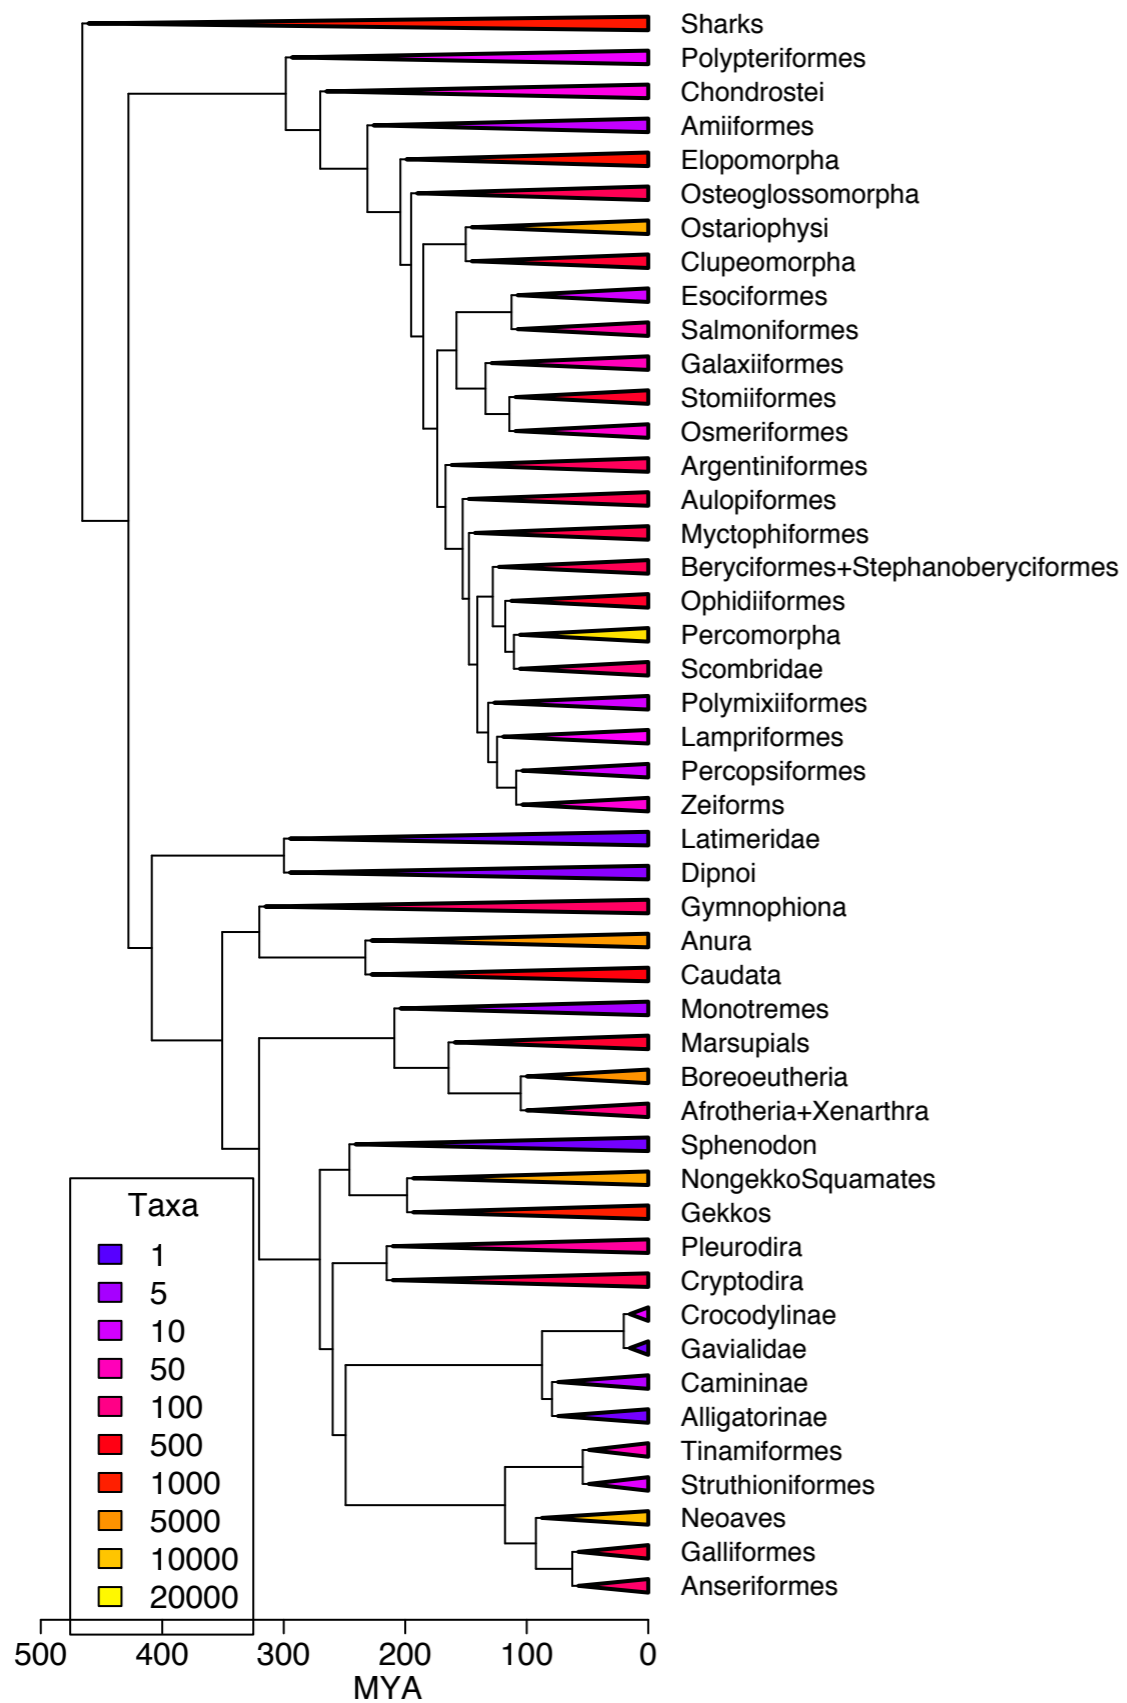 Sharks
Polypteriformes
Chondrostei
Amiiformes
Elopomorpha
Osteoglossomorpha
Ostariophysi
Clupeomorpha
Esociformes
Salmoniformes
Galaxiiformes
Stomiiformes
Osmeriformes
Argentiniformes
Aulopiformes
Myctophiformes
Beryciformes+Stephanoberyciformes
Ophidiiformes
Percomorpha
Scombridae
Polymixiiformes
Lampriformes
Percopsiformes
Zeiforms
Latimeridae
Dipnoi
Gymnophiona
Anura
Caudata
Monotremes
Marsupials
Boreoeutheria
Afrotheria+Xenarthra
Sphenodon
NongekkoSquamates
Gekkos
Pleurodira
Cryptodira
Crocodylinae
Gavialidae
Camininae
Alligatorinae
Tinamiformes
Struthioniformes
Neoaves
Galliformes
Anseriformes
Taxa
1
5
10
50
100
500
1000
5000
10000
20000
500 400 300 200 100 0
MYA